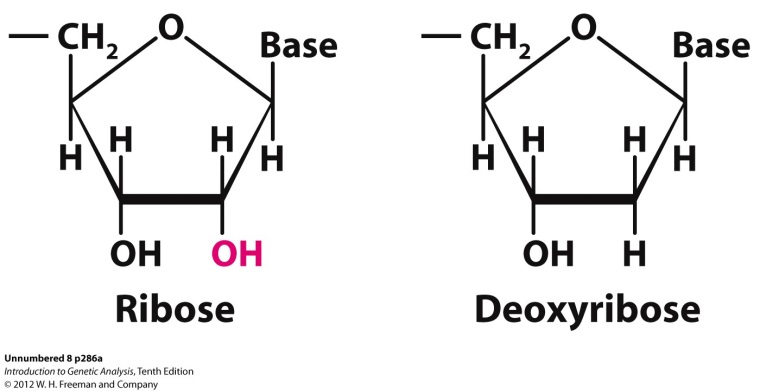 — CH2 O Base
H H H H
OH OH
Ribose
— CH2 O Base
H H H H
OH H
Deoxyribose
Unnumbered 8 p286a
Introduction to Genetic Analysis, Tenth Edition
© 2012 W. H. Freeman and Company